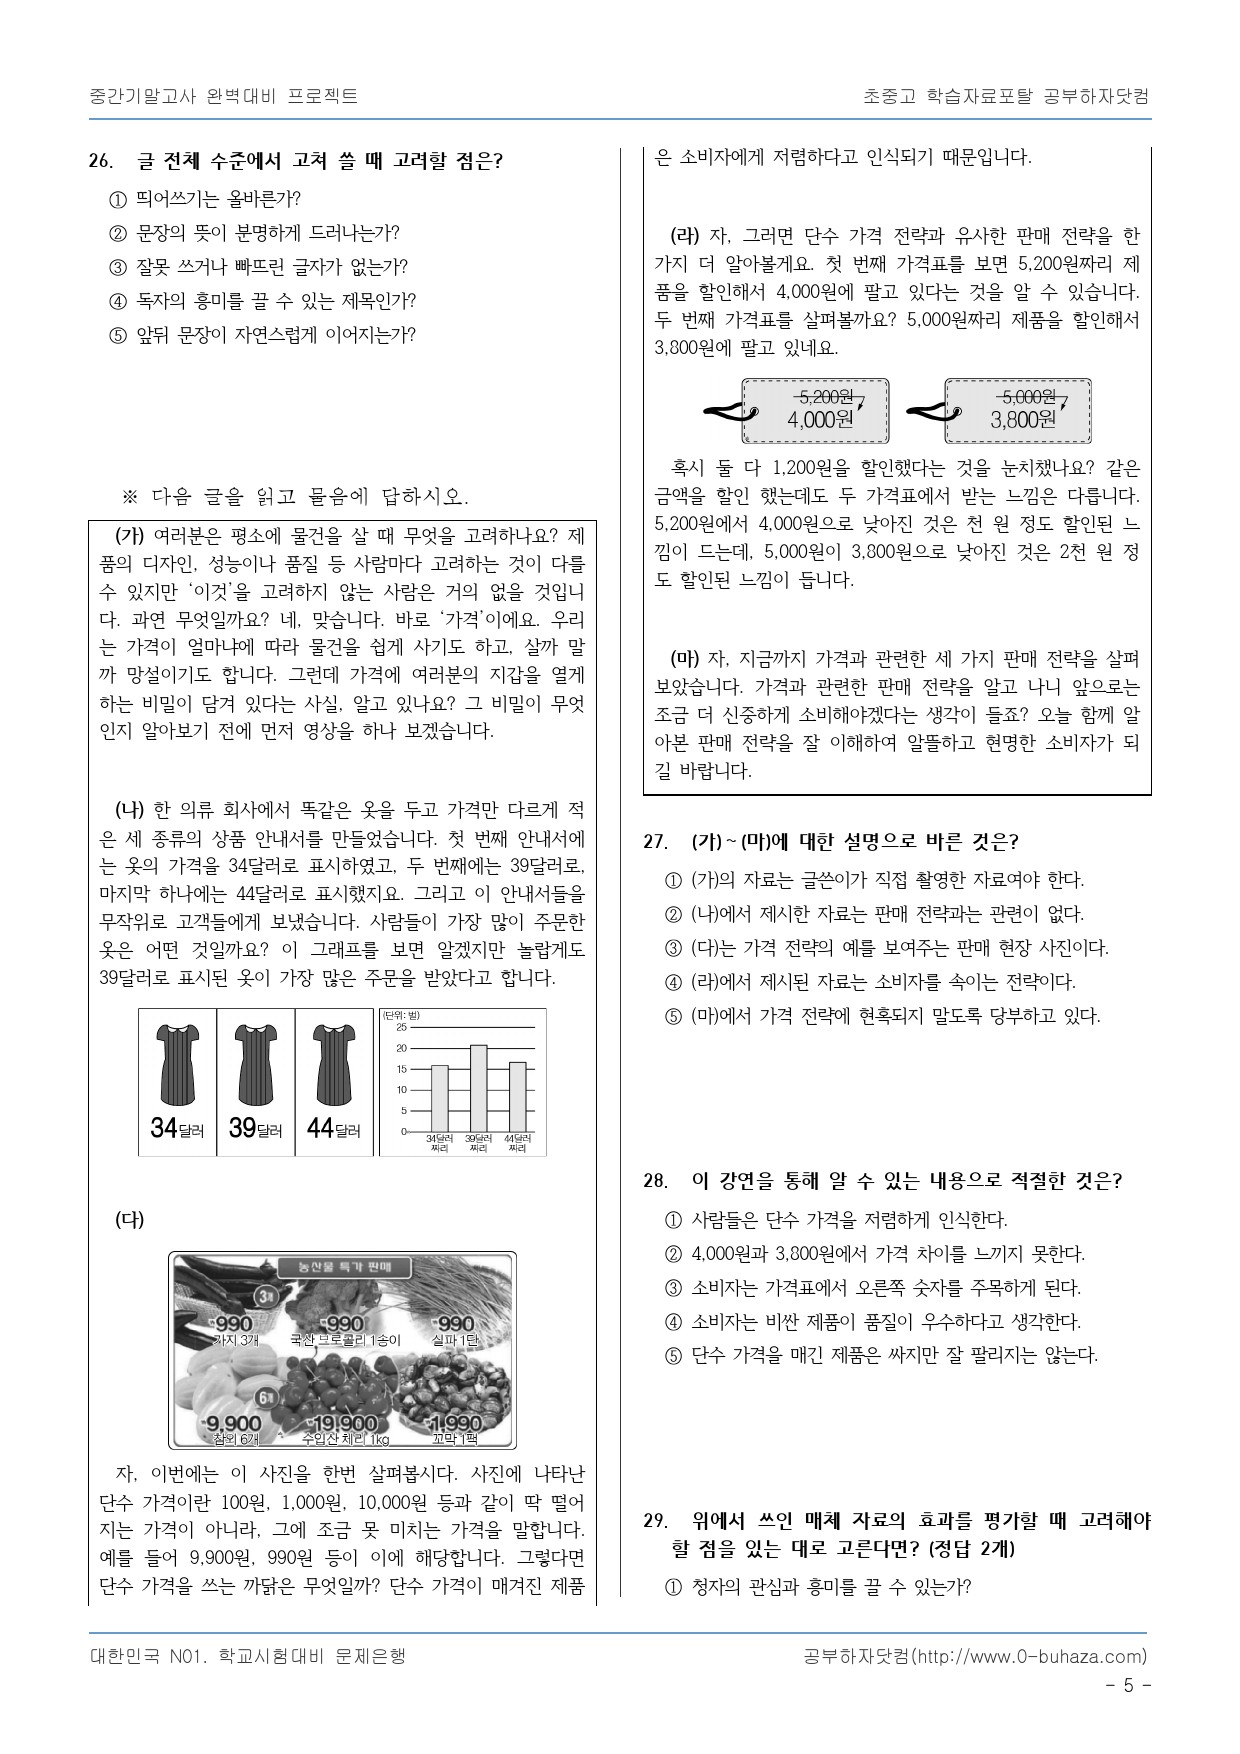 중간기말고사 완벽대비 프로젝트
초중고 학습자료포탈 공부하자닷컴
26. 글 전체 수준에서 고쳐 쓸 때 고려할 점은?
① 띄어쓰기는 올바른가?
② 문장의 뜻이 분명하게 드러나는가?
③ 잘못 쓰거나 빠뜨린 글자가 없는가?
④ 독자의 흥미를 끌 수 있는 제목인가?
⑤ 앞뒤 문장이 자연스럽게 이어지는가?
※ 다음 글을 읽고 물음에 답하시오.
(가) 여러분은 평소에 물건을 살 때 무엇을 고려하나요? 제
품의 디자인, 성능이나 품질 등 사람마다 고려하는 것이 다를
수 있지만 ‘이것’을 고려하지 않는 사람은 거의 없을 것입니
다. 과연 무엇일까요? 네, 맞습니다. 바로 ‘가격’이에요. 우리
는 가격이 얼마냐에 따라 물건을 쉽게 사기도 하고, 살까 말
까 망설이기도 합니다. 그런데 가격에 여러분의 지갑을 열게
하는 비밀이 담겨 있다는 사실, 알고 있나요? 그 비밀이 무엇
인지 알아보기 전에 먼저 영상을 하나 보겠습니다.
(나) 한 의류 회사에서 똑같은 옷을 두고 가격만 다르게 적
은 세 종류의 상품 안내서를 만들었습니다. 첫 번째 안내서에
는 옷의 가격을 34달러로 표시하였고, 두 번째에는 39달러로,
마지막 하나에는 44달러로 표시했지요. 그리고 이 안내서들을
무작위로 고객들에게 보냈습니다. 사람들이 가장 많이 주문한
옷은 어떤 것일까요? 이 그래프를 보면 알겠지만 놀랍게도
39달러로 표시된 옷이 가장 많은 주문을 받았다고 합니다.
34달러 39달러 44달러
(단위: 벌)
25
20
15
10
5
0
34달러 39달러 44달러
짜리 짜리 짜리
(다)
농산물 특가 판매
3개
₩990 ₩990 ₩990
가지 3개 국산 브로콜리 1송이 실파 1단
6개
₩9,900 ₩19,900 ₩1,990
참외 6개 수입산 체리 1kg 꼬막 1팩
자, 이번에는 이 사진을 한번 살펴봅시다. 사진에 나타난
단수 가격이란 100원, 1,000원, 10,000원 등과 같이 딱 떨어
지는 가격이 아니라, 그에 조금 못 미치는 가격을 말합니다.
예를 들어 9,900원, 990원 등이 이에 해당합니다. 그렇다면
단수 가격을 쓰는 까닭은 무엇일까? 단수 가격이 매겨진 제품
은 소비자에게 저렴하다고 인식되기 때문입니다.
(라) 자, 그러면 단수 가격 전략과 유사한 판매 전략을 한
가지 더 알아볼게요. 첫 번째 가격표를 보면 5,200원짜리 제
품을 할인해서 4,000원에 팔고 있다는 것을 알 수 있습니다.
두 번째 가격표를 살펴볼까요? 5,000원짜리 제품을 할인해서
3,800원에 팔고 있네요.
5,200원 5,000원
4,000원 3,800원
혹시 둘 다 1,200원을 할인했다는 것을 눈치챘나요? 같은
금액을 할인 했는데도 두 가격표에서 받는 느낌은 다릅니다.
5,200원에서 4,000원으로 낮아진 것은 천 원 정도 할인된 느
낌이 드는데, 5,000원이 3,800원으로 낮아진 것은 2천 원 정
도 할인된 느낌이 듭니다.
(마) 자, 지금까지 가격과 관련한 세 가지 판매 전략을 살펴
보았습니다. 가격과 관련한 판매 전략을 알고 나니 앞으로는
조금 더 신중하게 소비해야겠다는 생각이 들죠? 오늘 함께 알
아본 판매 전략을 잘 이해하여 알뜰하고 현명한 소비자가 되
길 바랍니다.
27. (가)~(마)에 대한 설명으로 바른 것은?
① (가)의 자료는 글쓴이가 직접 촬영한 자료여야 한다.
② (나)에서 제시한 자료는 판매 전략과는 관련이 없다.
③ (다)는 가격 전략의 예를 보여주는 판매 현장 사진이다.
④ (라)에서 제시된 자료는 소비자를 속이는 전략이다.
⑤ (마)에서 가격 전략에 현혹되지 말도록 당부하고 있다.
28. 이 강연을 통해 알 수 있는 내용으로 적절한 것은?
① 사람들은 단수 가격을 저렴하게 인식한다.
② 4,000원과 3,800원에서 가격 차이를 느끼지 못한다.
③ 소비자는 가격표에서 오른쪽 숫자를 주목하게 된다.
④ 소비자는 비싼 제품이 품질이 우수하다고 생각한다.
⑤ 단수 가격을 매긴 제품은 싸지만 잘 팔리지는 않는다.
29. 위에서 쓰인 매체 자료의 효과를 평가할 때 고려해야
할 점을 있는 대로 고른다면? (정답 2개)
① 청자의 관심과 흥미를 끌 수 있는가?
대한민국 N01. 학교시험대비 문제은행
공부하자닷컴(http://www.0-buhaza.com)
- 5 -